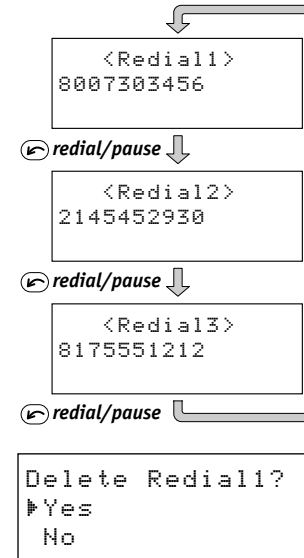 <Redial1>
8007303456
redial/pause
<Redial2>
2145452930
redial/pause
<Redial3>
8175551212
redial/pause
Delete Redial1?
Yes
No